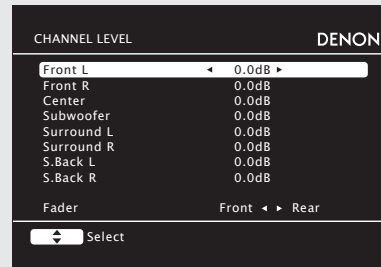 CHANNEL LEVEL DENON
Front L ◄ 0.0dB ►
Front R 0.0dB
Center 0.0dB
Subwoofer 0.0dB
Surround L 0.0dB
Surround R 0.0dB
S.Back L 0.0dB
S.Back R 0.0dB
Fader Front ◄ ► Rear
Select